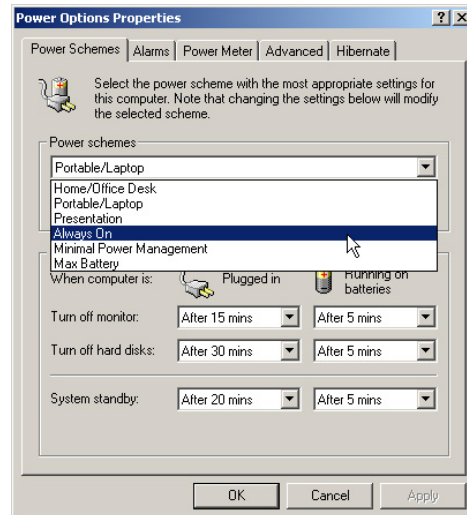 Power Options Properties
Power Schemes Alarms Power Meter Advanced Hibernate
Select the power scheme with the most appropriate settings for
this computer. Note that changing the settings below will modify
the selected scheme.
Power schemes
Portable/Laptop
Home/Office Desk
Portable/Laptop
Presentation
Always On
Minimal Power Management
Max Battery
When computer is: Plugged in Running on
batteries
Turn off monitor: After 15 mins After 5 mins
Turn off hard disks: After 30 mins After 5 mins
System standby: After 20 mins After 5 mins
OK Cancel Apply